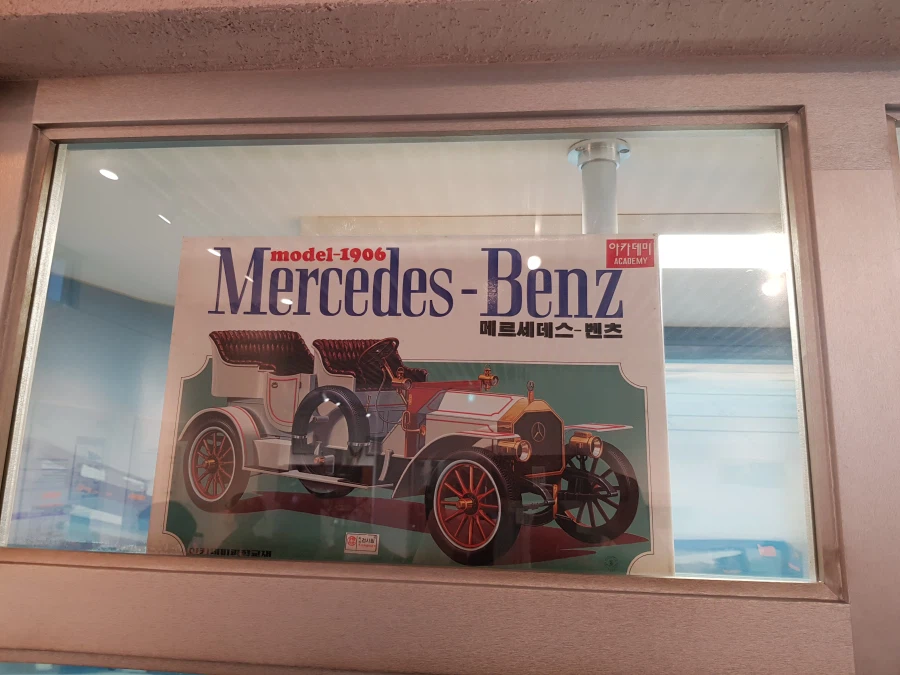 model-1906
Mercedes-Benz
메르세데스-벤츠
아카데미
ACADEMY